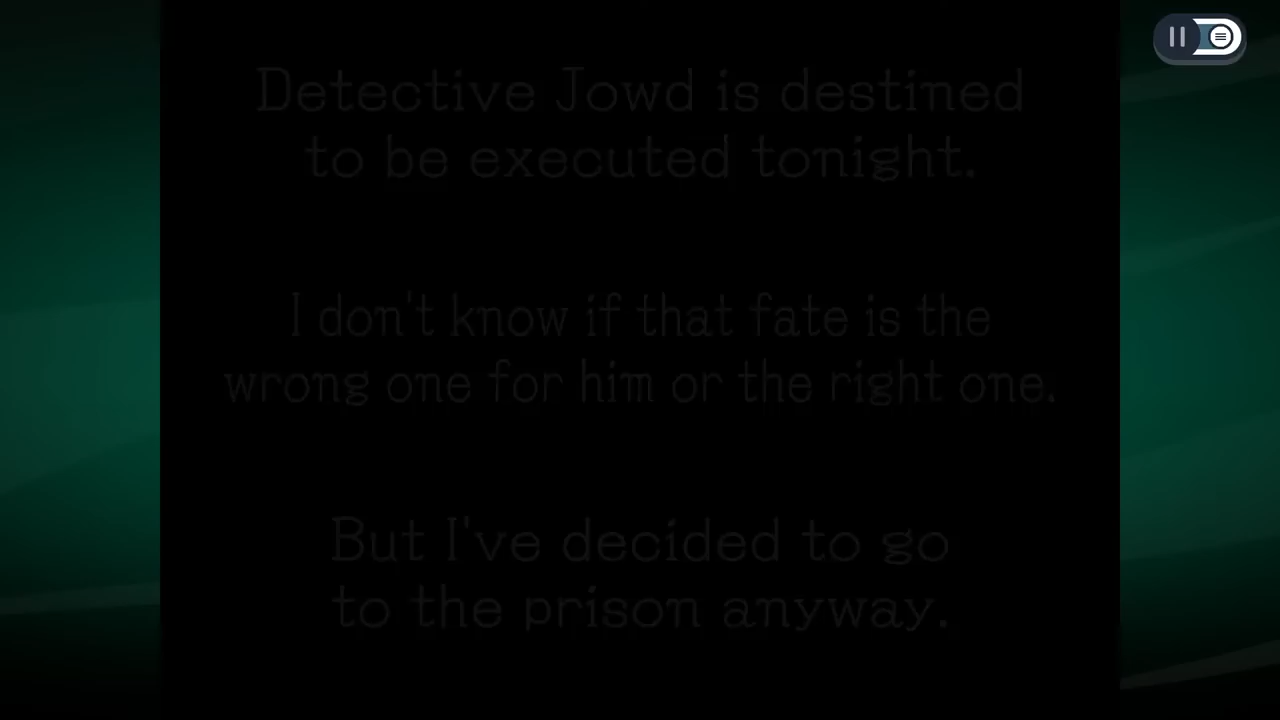 Detective Jowd is destined
to be executed tonight.
I don't know if that fate is the
wrong one for him or the right one.
But I've decided to go
to the prison anyway.